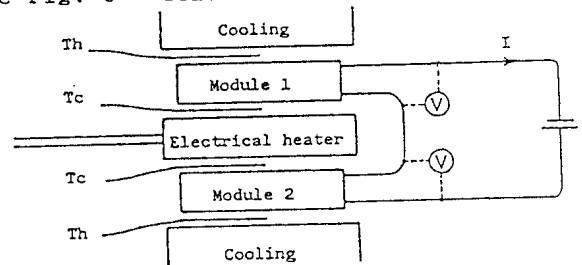 Cooling
Th
I
Module 1
Tc
V
Electrical heater
V
Tc
Module 2
Th
Cooling